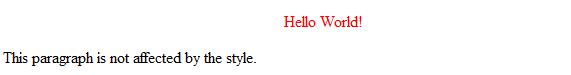 Hello World!
This paragraph is not affected by the style.